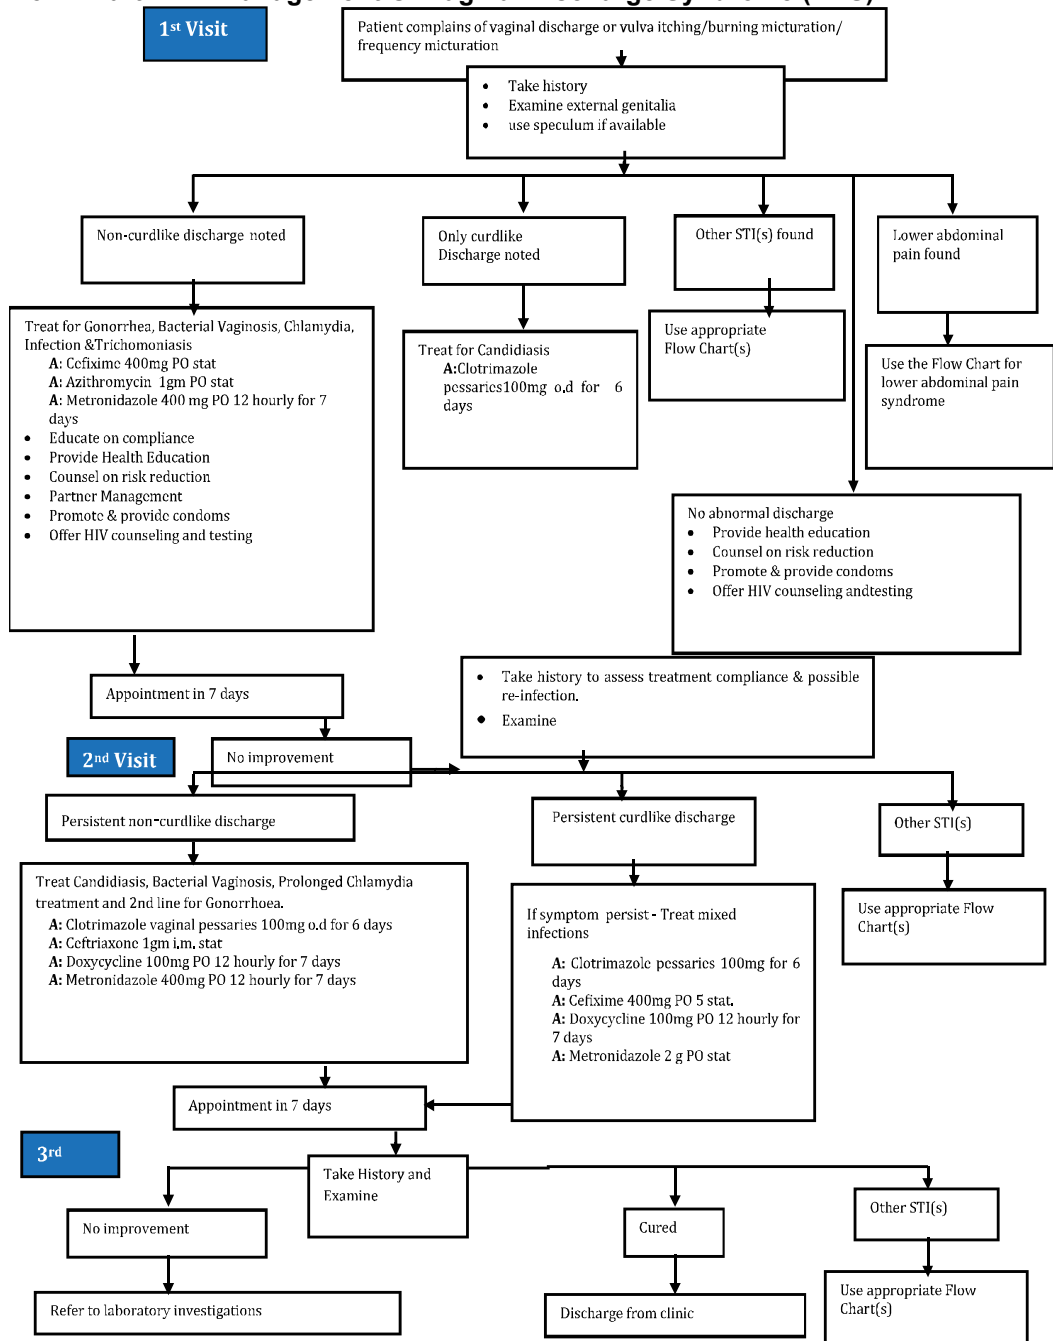 1st Visit
Patient complains of vaginal discharge or vulva itching/burning micturation/
frequency micturation
• Take history
• Examine external genitalia
• use speculum if available
Non-curdlike discharge noted
Only curdlike
Discharge noted
Other STI(s) found
Lower abdominal
pain found
Treat for Gonorrhea, Bacterial Vaginosis, Chlamydia,
Infection &Trichomoniasis
A: Cefixime 400mg PO stat
A: Azithromycin 1gm PO stat
A: Metronidazole 400 mg PO 12 hourly for 7
days
• Educate on compliance
• Provide Health Education
• Counsel on risk reduction
• Partner Management
• Promote & provide condoms
• Offer HIV counseling and testing
Treat for Candidiasis
A:Clotrimazole
pessaries100mg o.d for 6
days
Use appropriate
Flow Chart(s)
Use the Flow Chart for
lower abdominal pain
syndrome
No abnormal discharge
• Provide health education
• Counsel on risk reduction
• Promote & provide condoms
• Offer HIV counseling andtesting
Appointment in 7 days
• Take history to assess treatment compliance & possible
re-infection.
• Examine
2nd Visit
No improvement
Persistent non-curdlike discharge
Persistent curdlike discharge
Other STI(s)
Treat Candidiasis, Bacterial Vaginosis, Prolonged Chlamydia
treatment and 2nd line for Gonorrhoea.
A: Clotrimazole vaginal pessaries 100mg o.d for 6 days
A: Ceftriaxone 1gm i.m. stat
A: Doxycycline 100mg PO 12 hourly for 7 days
A: Metronidazole 400mg PO 12 hourly for 7 days
If symptom persist - Treat mixed
infections
A: Clotrimazole pessaries 100mg for 6
days
A: Cefixime 400mg PO 5 stat.
A: Doxycycline 100mg PO 12 hourly for
7 days
A: Metronidazole 2 g PO stat
Use appropriate Flow
Chart(s)
Appointment in 7 days
3rd
Take History and
Examine
No improvement
Cured
Other STI(s)
Refer to laboratory investigations
Discharge from clinic
Use appropriate Flow
Chart(s)